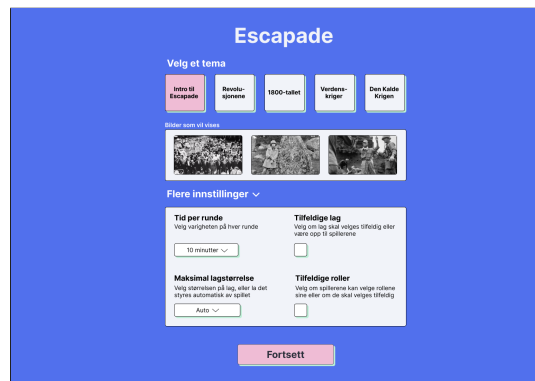 Escapade
Velg et tema
Intro til
Escapade
Revolu-
sjonene
1800-tallet
Verdens-
kriger
Den Kalde
Krigen
Bilder som vil vises
Flere innstillinger
Tid per runde
Velg varigheten på hver runde
10 minutter
Tilfeldige lag
Velg om lag skal velges tilfeldig eller
være opp til spillerene
Maksimal lagstørrelse
Velg størrelsen på lag, eller la det
styres automatisk av spillet
Auto
Tilfeldige roller
Velg om spillerene kan velge rollene
sine eller om de skal velges tilfeldig
Fortsett